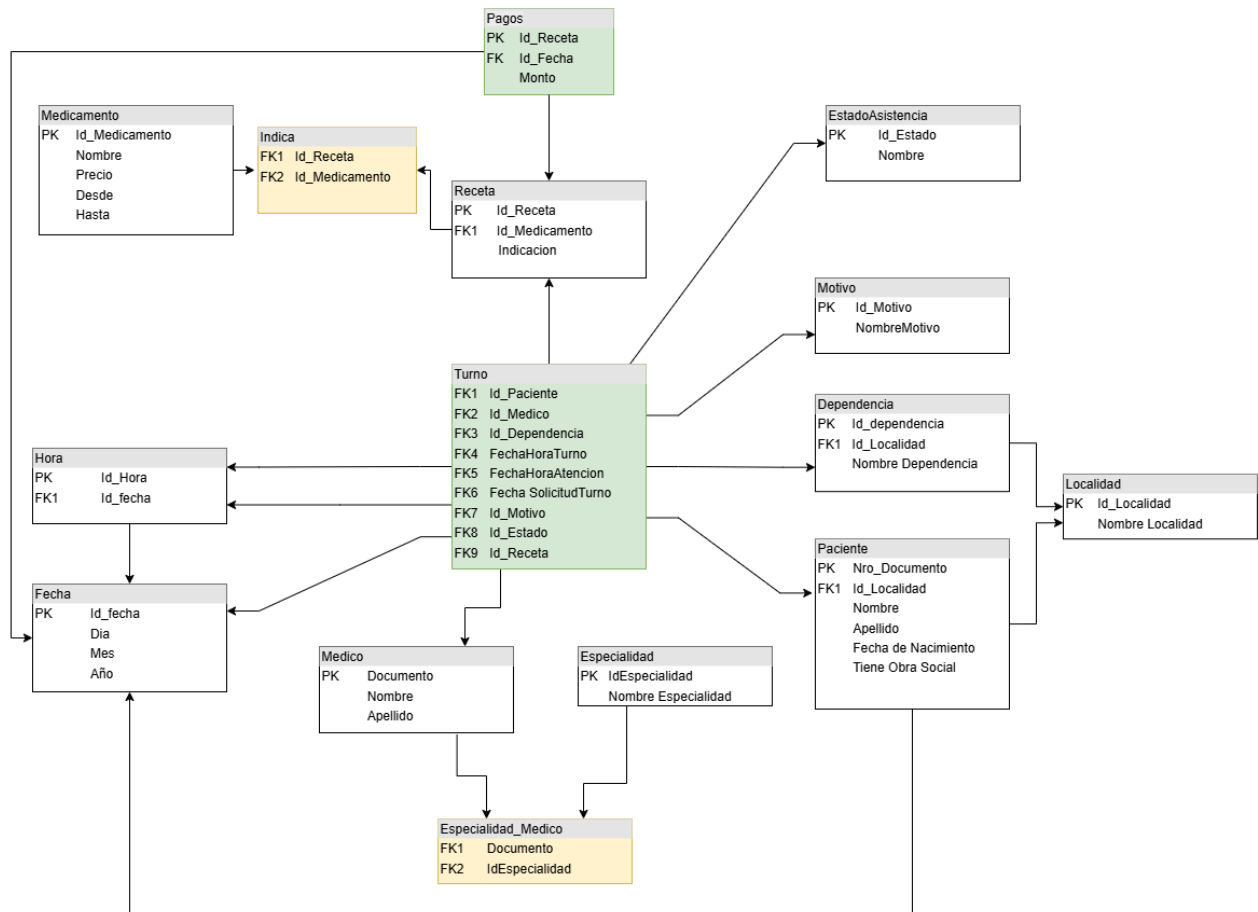 Pagos
PK Id_Receta
FK Id_Fecha
Monto
Medicamento
PK Id_Medicamento
Nombre
Precio
Desde
Hasta
Indica
FK1 Id_Receta
FK2 Id_Medicamento
Receta
PK Id_Receta
FK1 Id_Medicamento
Indicacion
EstadoAsistencia
PK Id_Estado
Nombre
Motivo
PK Id_Motivo
NombreMotivo
Turno
FK1 Id_Paciente
FK2 Id_Medico
FK3 Id_Dependencia
FK4 FechaHoraTurno
FK5 FechaHoraAtencion
FK6 Fecha SolicitudTurno
FK7 Id_Motivo
FK8 Id_Estado
FK9 Id_Receta
Dependencia
PK Id_dependencia
FK1 Id_Localidad
Nombre Dependencia
Hora
PK Id_Hora
FK1 Id_fecha
Localidad
PK Id_Localidad
Nombre Localidad
Paciente
PK Nro_Documento
FK1 Id_Localidad
Nombre
Apellido
Fecha de Nacimiento
Tiene Obra Social
Fecha
PK Id_fecha
Dia
Mes
Año
Medico
PK Documento
Nombre
Apellido
Especialidad
PK IdEspecialidad
Nombre Especialidad
Especialidad_Medico
FK1 Documento
FK2 IdEspecialidad